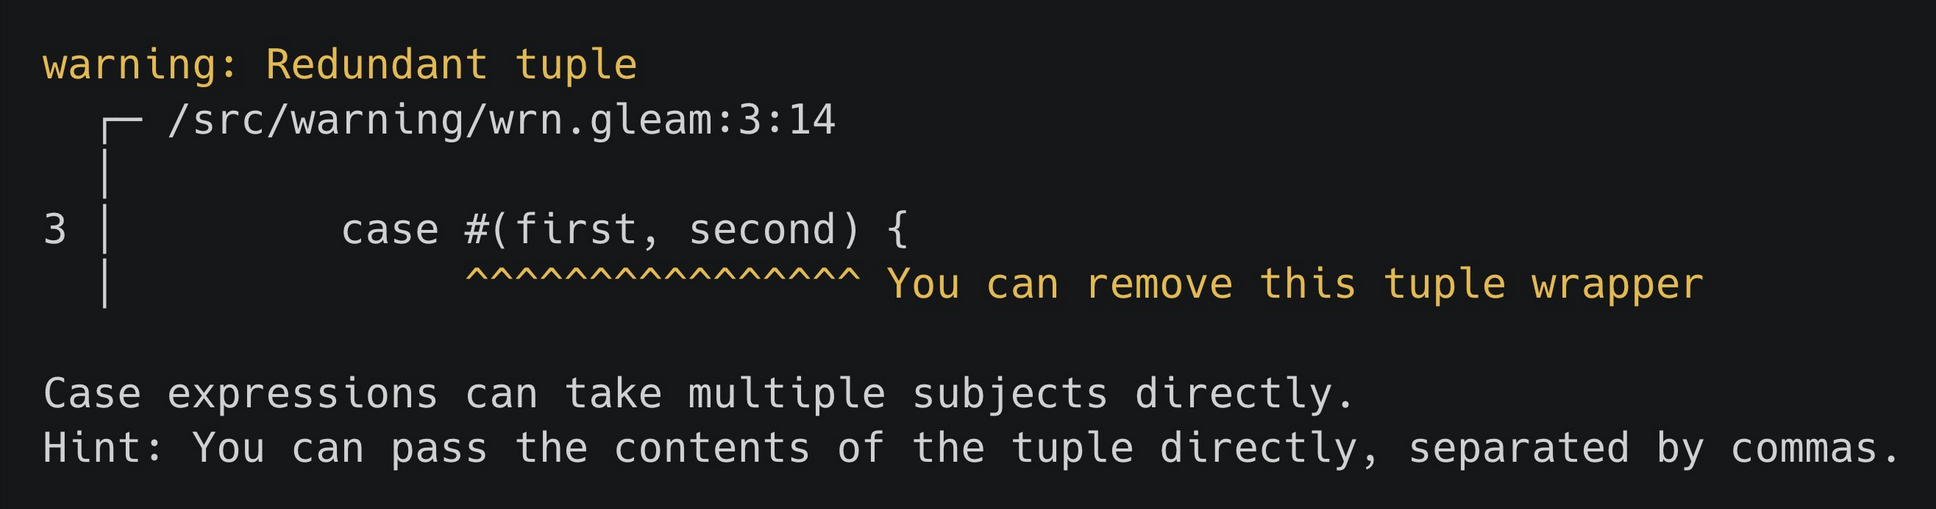 warning: Redundant tuple
  ┌─ /src/warning/wrn.gleam:3:14
  │
3 │         case #(first, second) {
  │              ^^^^^^^^^^^^^^^^ You can remove this tuple wrapper

Case expressions can take multiple subjects directly.
Hint: You can pass the contents of the tuple directly, separated by commas.